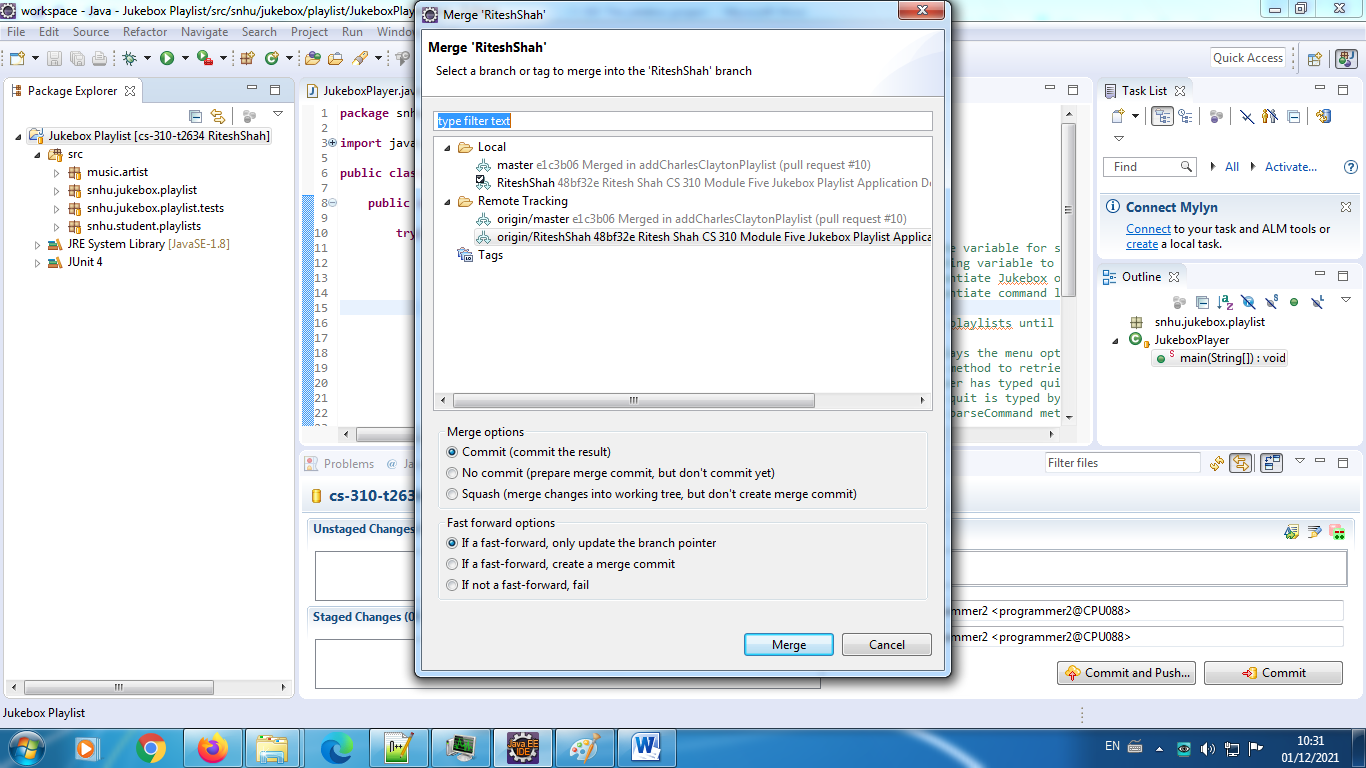 workspace - Java - Jukebox Playlist/src/snhu/jukebox/playlist/JukeboxPlay
File Edit Source Refactor Navigate Search Project Run Windo
Quick Access
Package Explorer
Jukebox Playlist [cs-310-t2634 RiteshShah]
src
music.artist
snhu.jukebox.playlist
snhu.jukebox.playlist.tests
snhu.student.playlists
JRE System Library [JavaSE-1.8]
JUnit 4
JukeboxPlayer.jav
1 package snh
2
3 import java
6 public clas
7
8 public
9
10 try
11
12
13
14
15
16
17
18
19
20
21
22
e variable for s
ing variable to
ntiate Jukebox o
ntiate command l
playlists until
ays the menu opt
method to retrie
er has typed qui
quit is typed by
parseCommand met
Merge 'RiteshShah'
Merge 'RiteshShah'
Select a branch or tag to merge into the 'RiteshShah' branch
type filter text
Local
master e1c3b06 Merged in addCharlesClaytonPlaylist (pull request #10)
RiteshShah 48bf32e Ritesh Shah CS 310 Module Five Jukebox Playlist Application De
Remote Tracking
origin/master e1c3b06 Merged in addCharlesClaytonPlaylist (pull request #10)
origin/RiteshShah 48bf32e Ritesh Shah CS 310 Module Five Jukebox Playlist Applica
Tags
Merge options
Commit (commit the result)
No commit (prepare merge commit, but don't commit yet)
Squash (merge changes into working tree, but don't create merge commit)
Fast forward options
If a fast-forward, only update the branch pointer
If a fast-forward, create a merge commit
If not a fast-forward, fail
Merge Cancel
Task List
Find All Activate...
Connect Mylyn
Connect to your task and ALM tools or
create a local task.
Outline
snhu.jukebox.playlist
JukeboxPlayer
main(String[]) : void
Problems @ Ja
Filter files
cs-310-t263
Unstaged Changes
Staged Changes (0
mmer2 <programmer2@CPU088>
mmer2 <programmer2@CPU088>
Commit and Push... Commit
Jukebox Playlist
Java EE
IDE
EN
10:31
01/12/2021